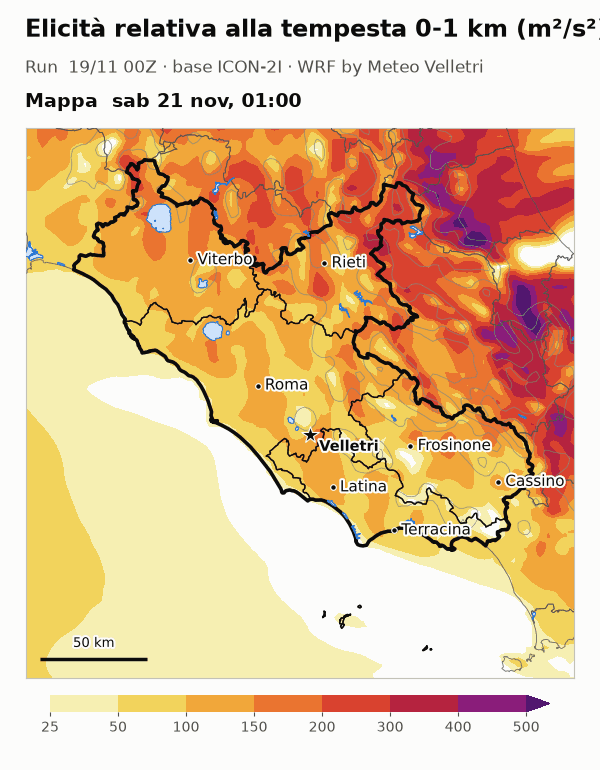 Elicità relativa alla tempesta 0-1 km (m²/s²)
Run 19/11 00Z · base ICON-2I · WRF by Meteo Velletri
Mappa sab 21 nov, 01:00
Viterbo
Rieti
Roma
Velletri
Frosinone
Cassino
Latina
Terracina
50 km
25 50 100 150 200 300 400 500